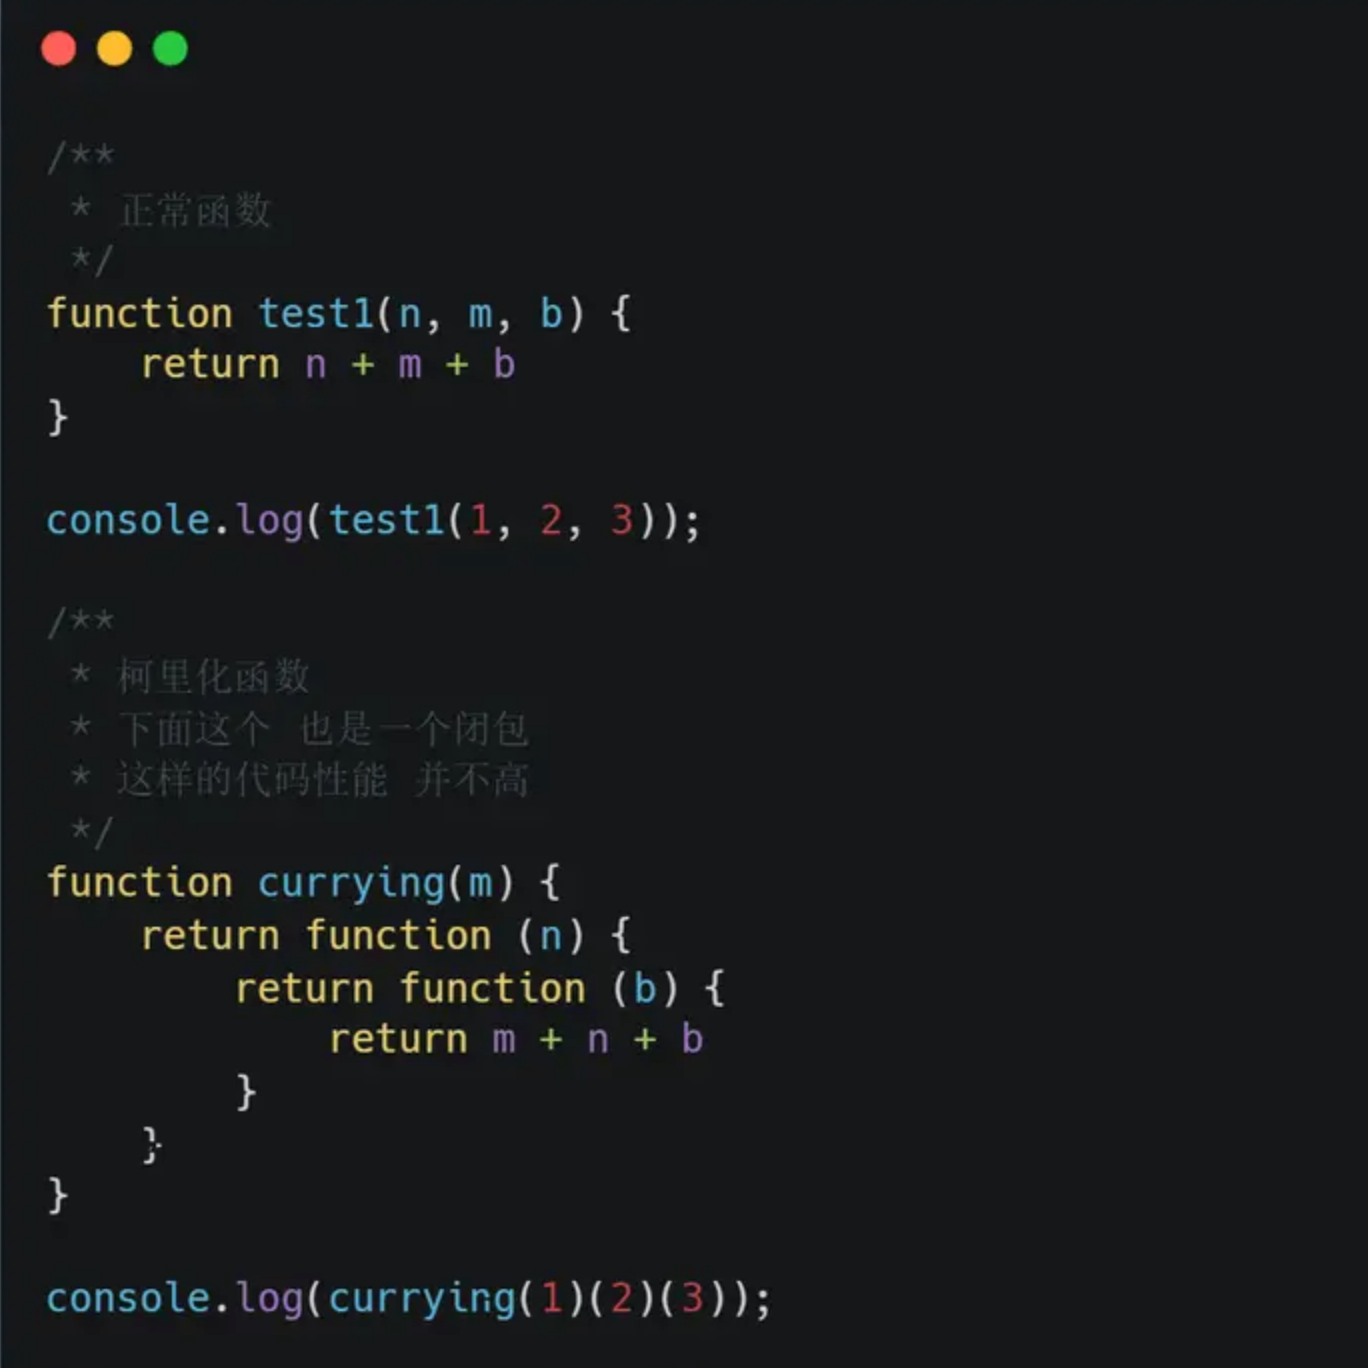 /**
 * 正常函数
 */
function test1(n, m, b) {
    return n + m + b
}
console.log(test1(1, 2, 3));
/**
 * 柯里化函数
 * 下面这个 也是一个闭包
 * 这样的代码性能 并不高
 */
function currying(m) {
    return function (n) {
        return function (b) {
            return m + n + b
        }
    }
}
console.log(currying(1)(2)(3));